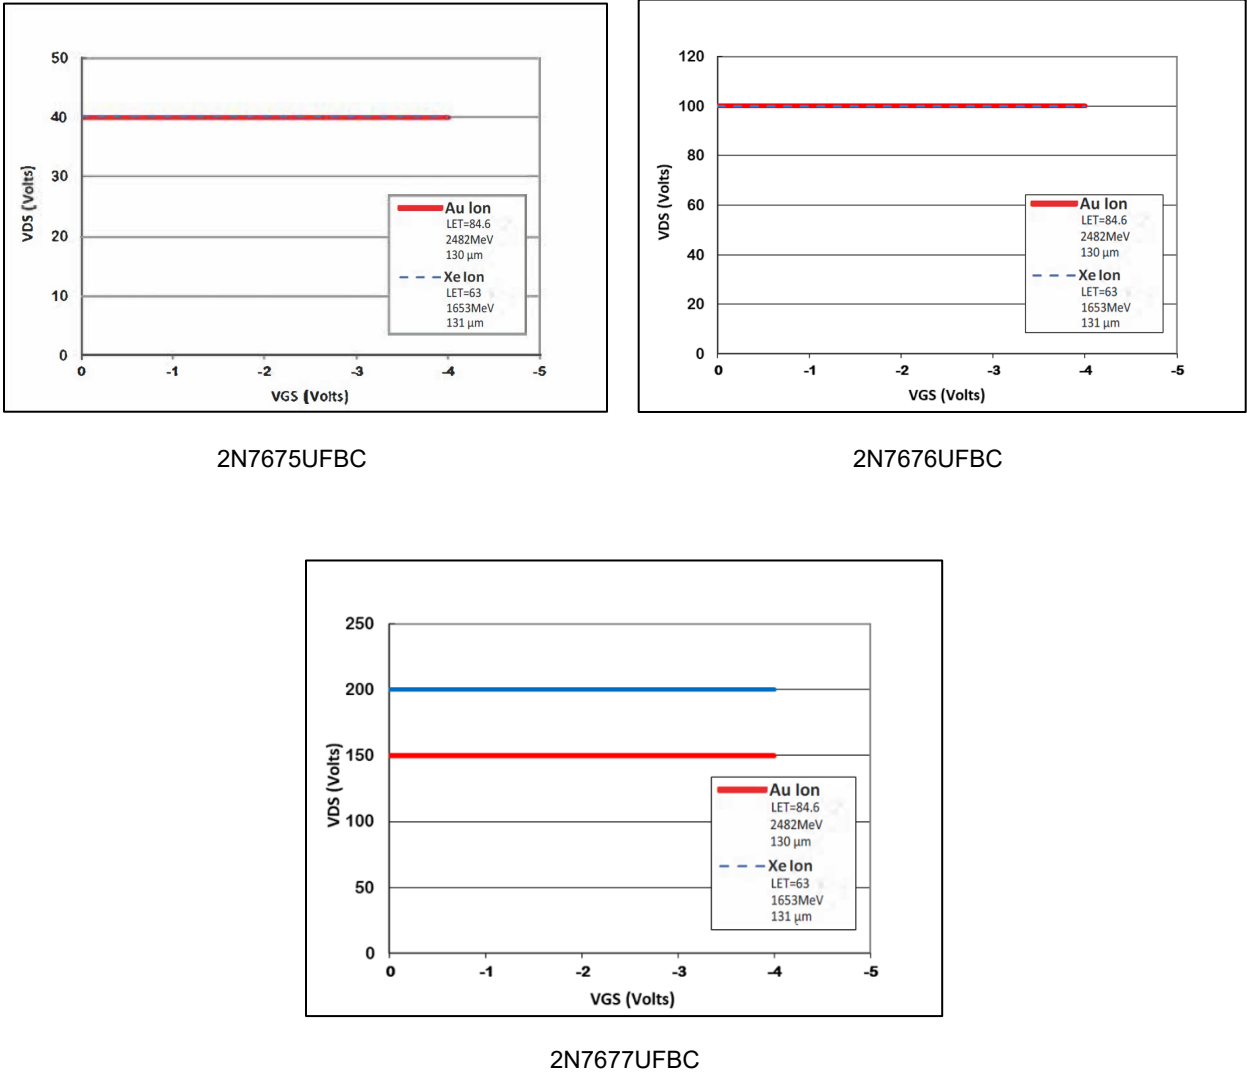 50
40
30
20
10
0
0 -1 -2 -3 -4 -5
VDS (Volts)
VGS (Volts)
Au Ion
LET=84.6
2482MeV
130 µm
Xe Ion
LET=63
1653MeV
131 µm
2N7675UFBC
120
100
80
60
40
20
0
0 -1 -2 -3 -4 -5
VDS (Volts)
VGS (Volts)
Au Ion
LET=84.6
2482MeV
130 µm
Xe Ion
LET=63
1653MeV
131 µm
2N7676UFBC
250
200
150
100
50
0
0 -1 -2 -3 -4 -5
VDS (Volts)
VGS (Volts)
Au Ion
LET=84.6
2482MeV
130 µm
Xe Ion
LET=63
1653MeV
131 µm
2N7677UFBC